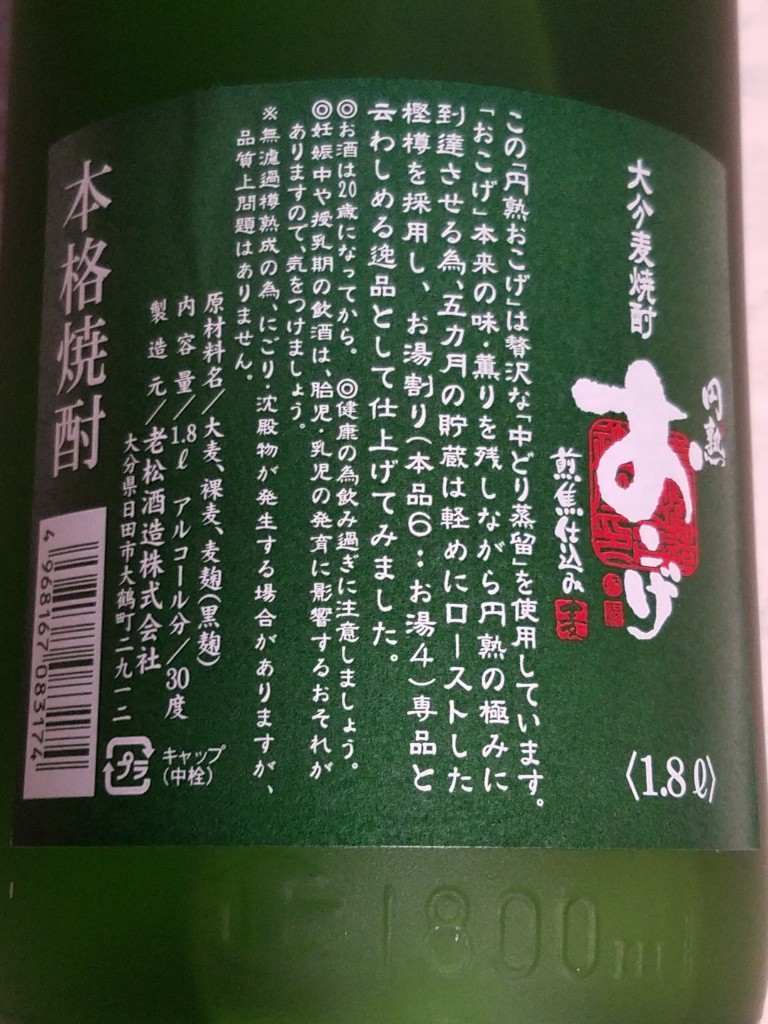 大分麦焼酎
円熟
おこげ
煎焦仕込み
〈1.8ℓ〉
この「円熟おこげ」は贅沢な「中どり蒸留」を使用しています。
「おこげ」本来の味・薫りを残しながら円熟の極みに
到達させる為、五カ月の貯蔵は軽めにローストした
樫樽を採用し、お湯割り(本品6:お湯4)専品と
云わしめる逸品として仕上げてみました。
◎お酒は20歳になってから。 ◎健康の為飲み過ぎに注意しましょう。
◎妊娠中や授乳期の飲酒は、胎児・乳児の発育に影響するおそれが
ありますので、気をつけましょう。
※無濾過樽熟成の為、にごり・沈殿物が発生する場合がありますが、
品質上問題はありません。
原材料名/大麦、裸麦、麦麹(黒麹)
内容量/1.8ℓ アルコール分/30度
製造元/老松酒造株式会社
大分県日田市大鶴町二九一二
キャップ
(中栓)
プラ
本格焼酎
4968167083174
1800ml